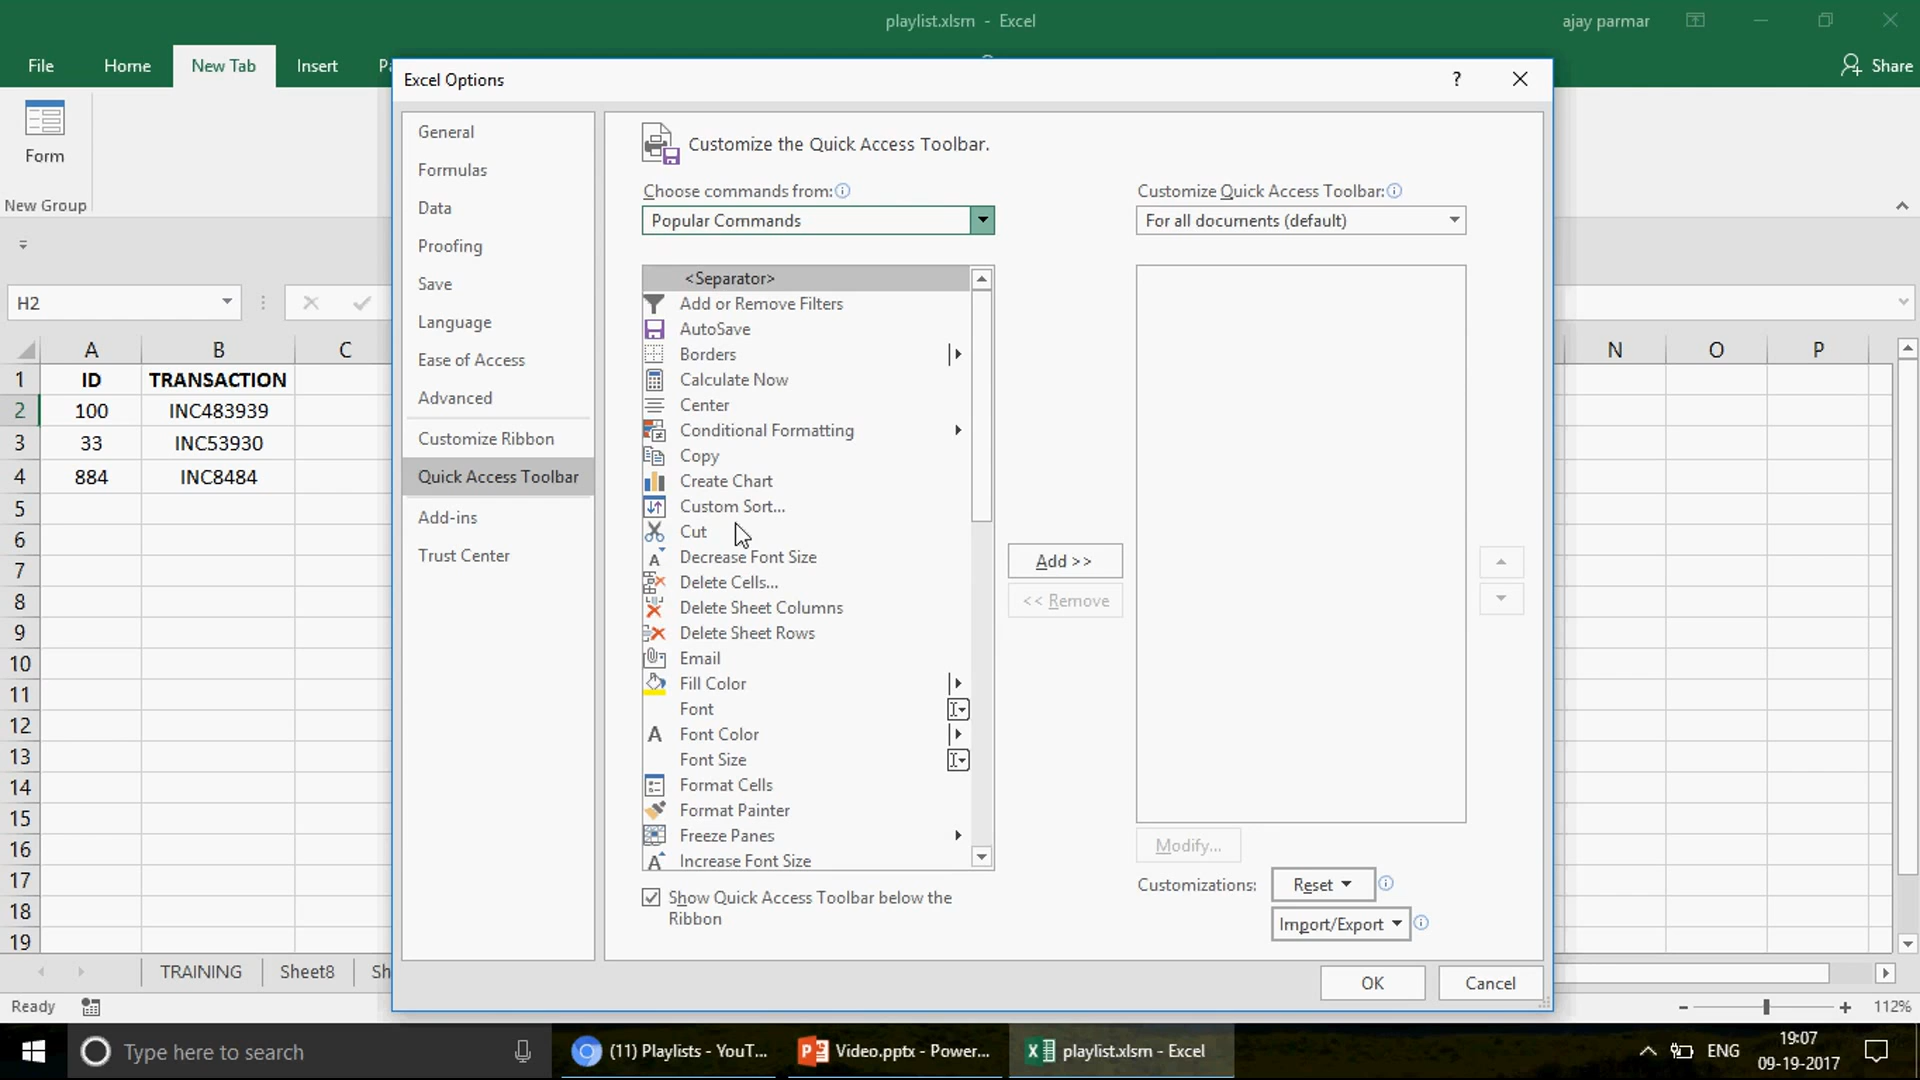 playlist.xlsm - Excel
ajay parmar
File
Home
New Tab
Insert
Share
Form
New Group
Excel Options
?
General
Formulas
Data
Proofing
Save
Language
Ease of Access
Advanced
Customize Ribbon
Quick Access Toolbar
Add-ins
Trust Center
Customize the Quick Access Toolbar.
Choose commands from:
Popular Commands
<Separator>
Add or Remove Filters
AutoSave
Borders
Calculate Now
Center
Conditional Formatting
Copy
Create Chart
Custom Sort...
Cut
Decrease Font Size
Delete Cells...
Delete Sheet Columns
Delete Sheet Rows
Email
Fill Color
Font
Font Color
Font Size
Format Cells
Format Painter
Freeze Panes
Increase Font Size
Show Quick Access Toolbar below the
Ribbon
Add >>
<< Remove
Customize Quick Access Toolbar:
For all documents (default)
Modify...
Customizations:
Reset
Import/Export
OK
Cancel
H2
A B C N O P
1 ID TRANSACTION
2 100 INC483939
3 33 INC53930
4 884 INC8484
5
6
7
8
9
10
11
12
13
14
15
16
17
18
19
TRAINING Sheet8 Sh
Ready
112%
Type here to search
(11) Playlists - YouT...
Video.pptx - Power...
playlist.xlsm - Excel
ENG
19:07
09-19-2017